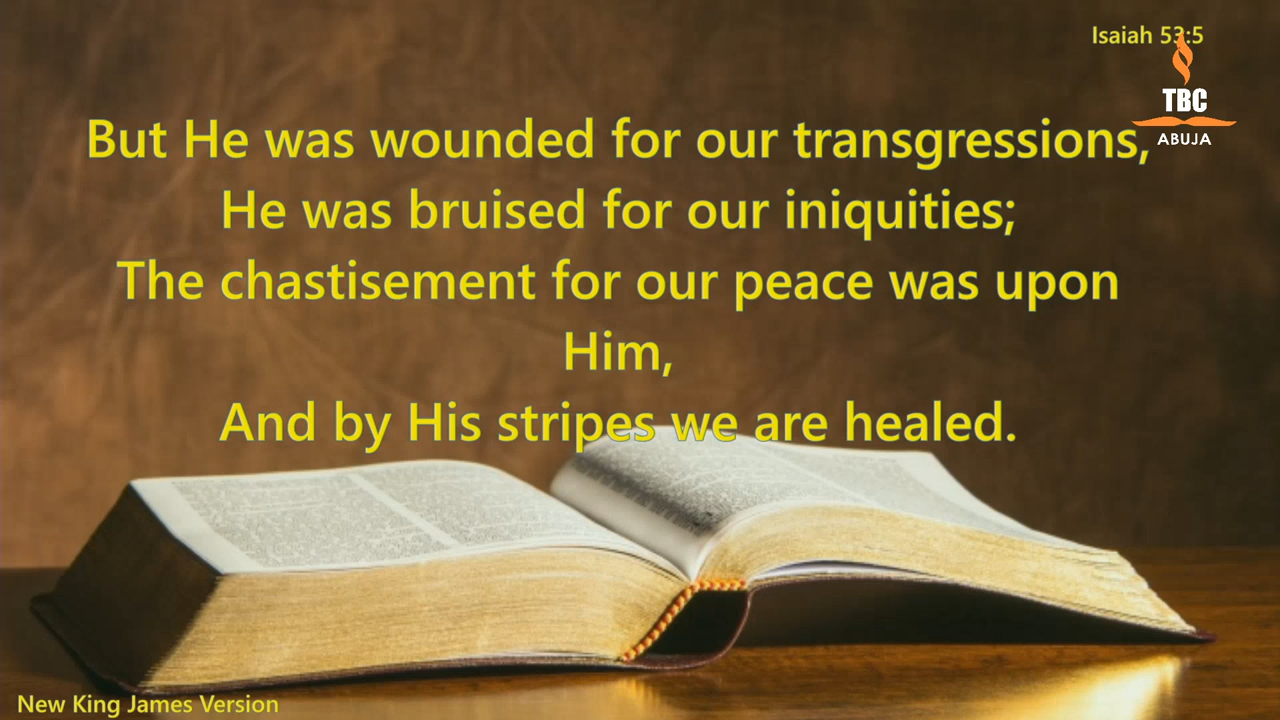 Isaiah 53:5
TBC
ABUJA
But He was wounded for our transgressions,
He was bruised for our iniquities;
The chastisement for our peace was upon
Him,
And by His stripes we are healed.
New King James Version